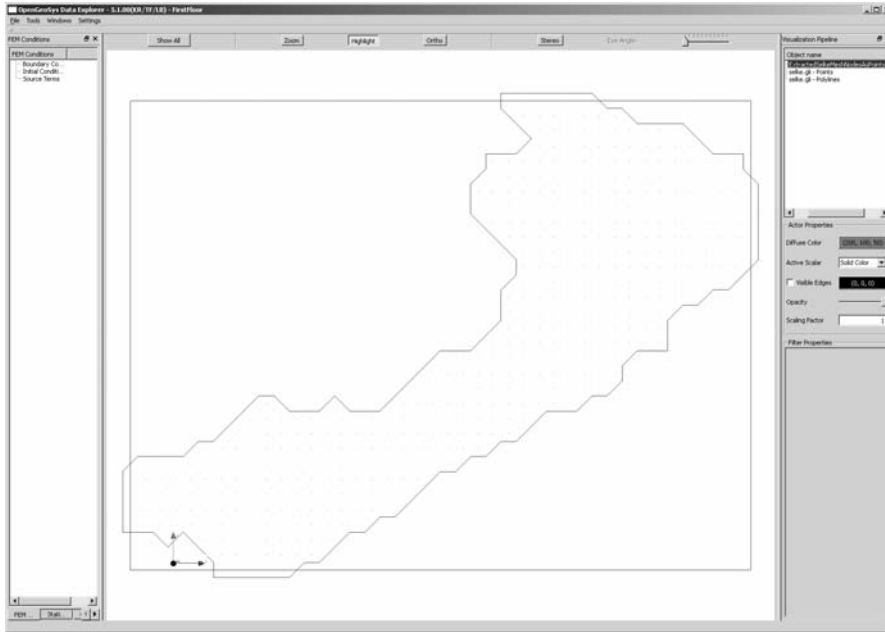 OpenGeoSys Data Explorer - 5.1.00(KR/TF/LB) - FirstFloor
File Tools Windows Settings
FEM Conditions
FEM Conditions
Boundary Co...
Initial Conditi...
Source Terms
FEM ...
Stati...
Show All
Zoom
Highlight
Ortho
Stereo
Eye Angle
Visualization Pipeline
Object name
ExtractedSelkeMeshNodesAsPoints
selke.gli - Points
selke.gli - Polylines
Actor Properties
Diffuse Color
Active Scalar
Solid Color
Visible Edges
(0, 0, 0)
Opacity
Scaling Factor
1
Filter Properties